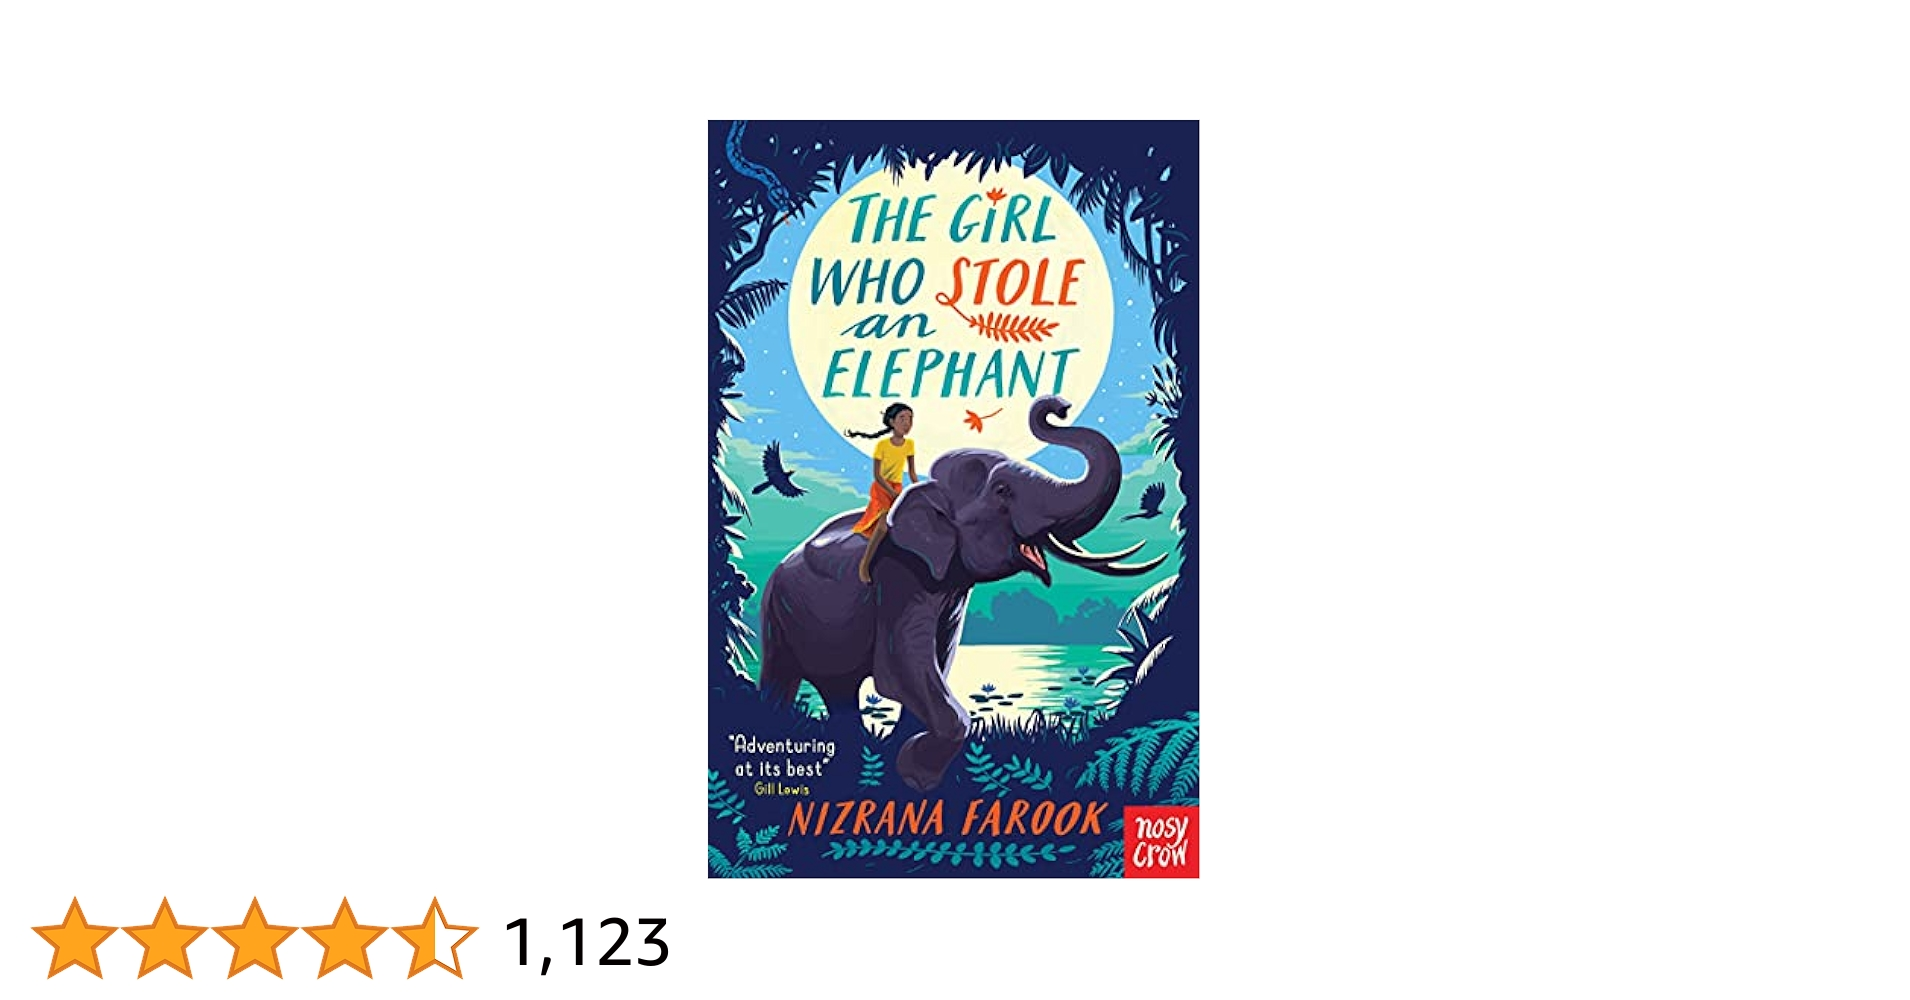 THE GiRL
WHO STOLE
an
ELEPHANT
"Adventuring
at its best"
Gill Lewis
NIZRANA FAROOK
nosy
crow
1,123